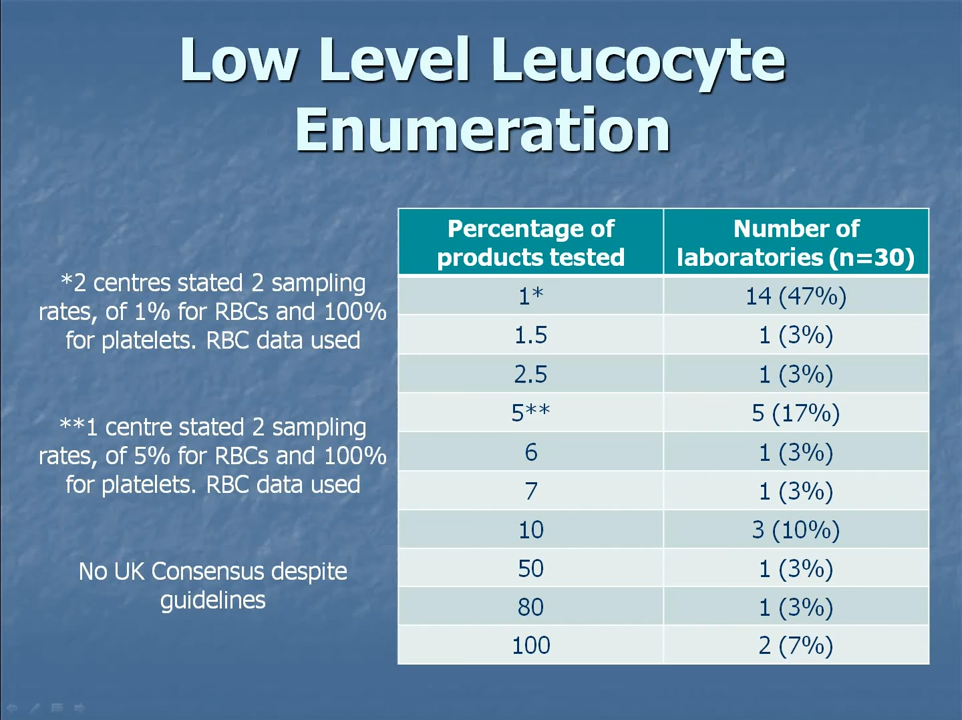 Low Level Leucocyte
Enumeration
*2 centres stated 2 sampling
rates, of 1% for RBCs and 100%
for platelets. RBC data used
**1 centre stated 2 sampling
rates, of 5% for RBCs and 100%
for platelets. RBC data used
No UK Consensus despite
guidelines
Percentage of products tested Number of laboratories (n=30)
1* 14 (47%)
1.5 1 (3%)
2.5 1 (3%)
5** 5 (17%)
6 1 (3%)
7 1 (3%)
10 3 (10%)
50 1 (3%)
80 1 (3%)
100 2 (7%)